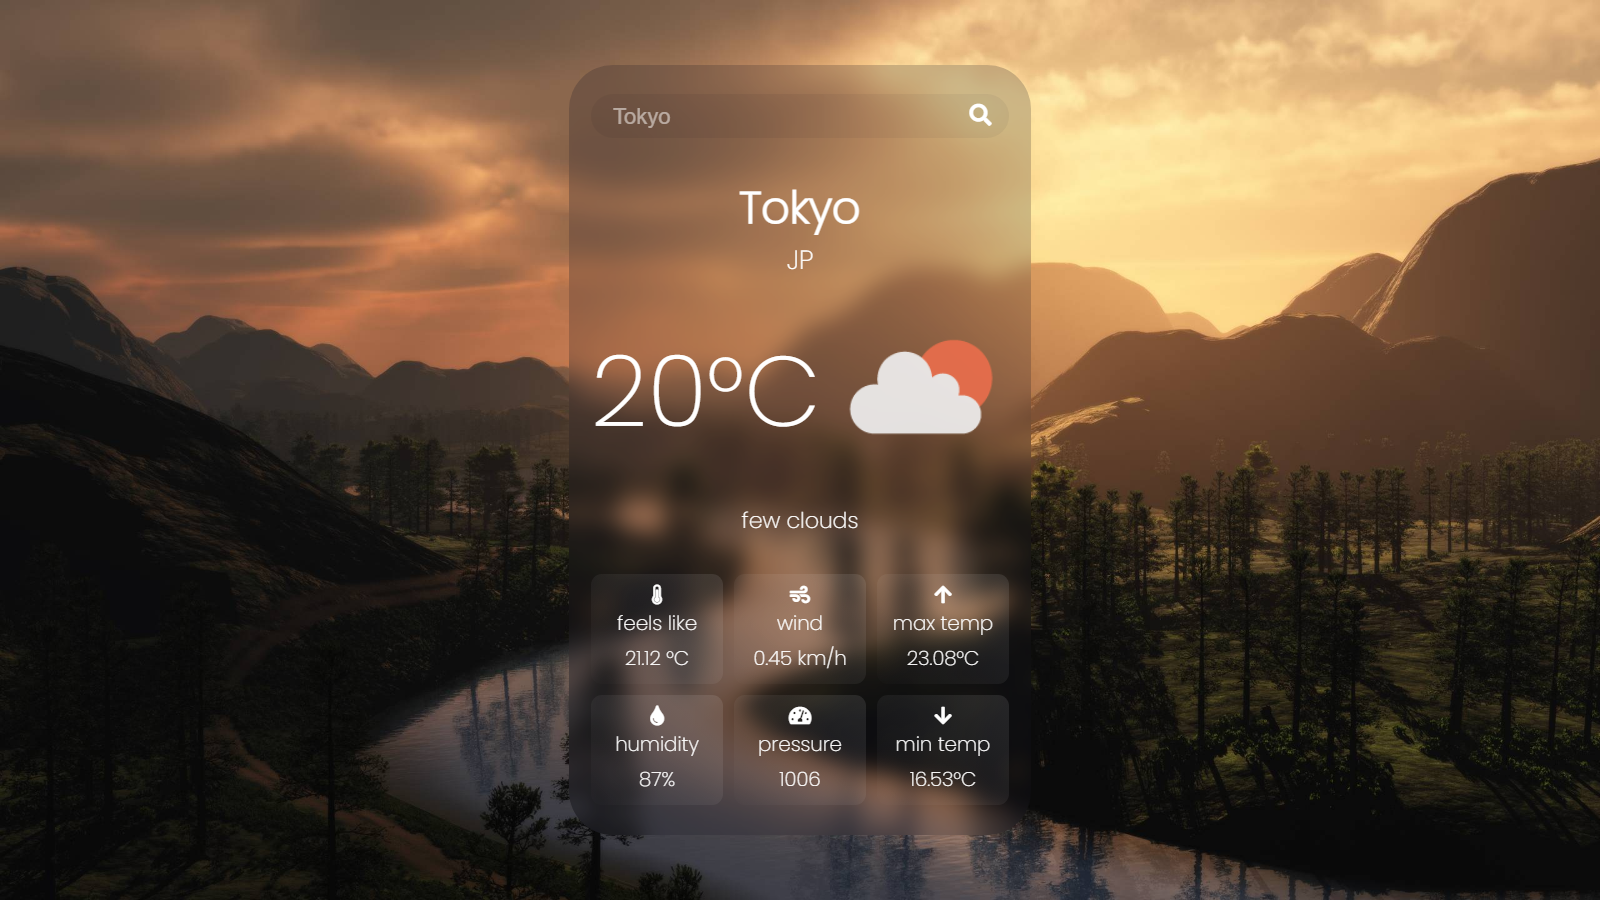 Tokyo
Tokyo
JP
20°C
few clouds
feels like
21.12 °C
wind
0.45 km/h
max temp
23.08°C
humidity
87%
pressure
1006
min temp
16.53°C